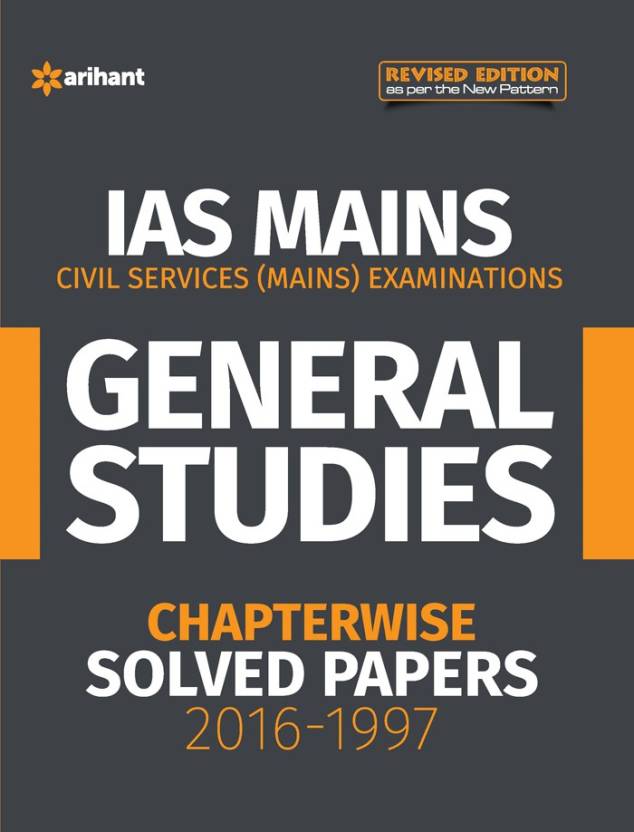 arihant
REVISED EDITION
as per the New Pattern
IAS MAINS
CIVIL SERVICES (MAINS) EXAMINATIONS
GENERAL
STUDIES
CHAPTERWISE
SOLVED PAPERS
2016-1997